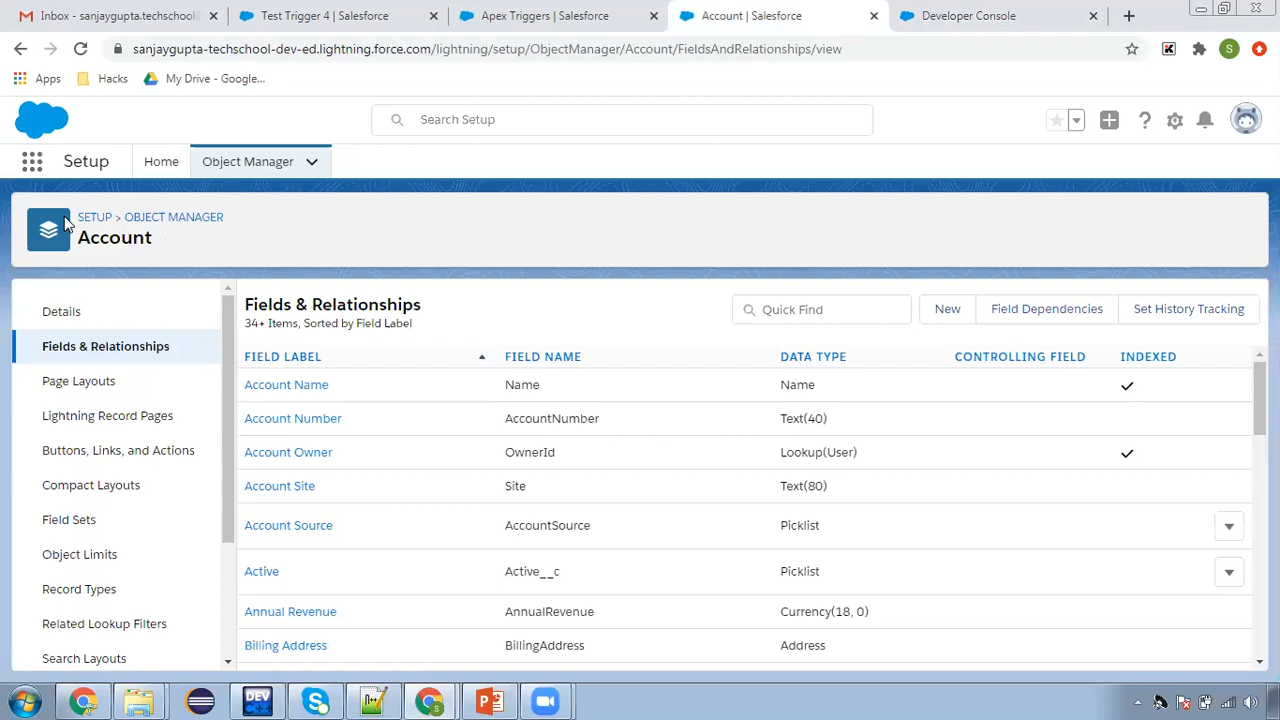 Inbox - sanjaygupta.techschool@
Test Trigger 4 | Salesforce
Apex Triggers | Salesforce
Account | Salesforce
Developer Console
sanjaygupta-techschool-dev-ed.lightning.force.com/lightning/setup/ObjectManager/Account/FieldsAndRelationships/view
S
Apps
Hacks
My Drive - Google...
Search Setup
Setup
Home
Object Manager
SETUP > OBJECT MANAGER
Account
Details
Fields & Relationships
Page Layouts
Lightning Record Pages
Buttons, Links, and Actions
Compact Layouts
Field Sets
Object Limits
Record Types
Related Lookup Filters
Search Layouts
Fields & Relationships
34+ Items, Sorted by Field Label
Quick Find
New
Field Dependencies
Set History Tracking
FIELD LABEL FIELD NAME DATA TYPE CONTROLLING FIELD INDEXED
Account Name Name Name
Account Number AccountNumber Text(40)
Account Owner OwnerId Lookup(User)
Account Site Site Text(80)
Account Source AccountSource Picklist
Active Active__c Picklist
Annual Revenue AnnualRevenue Currency(18, 0)
Billing Address BillingAddress Address
DEV
C++